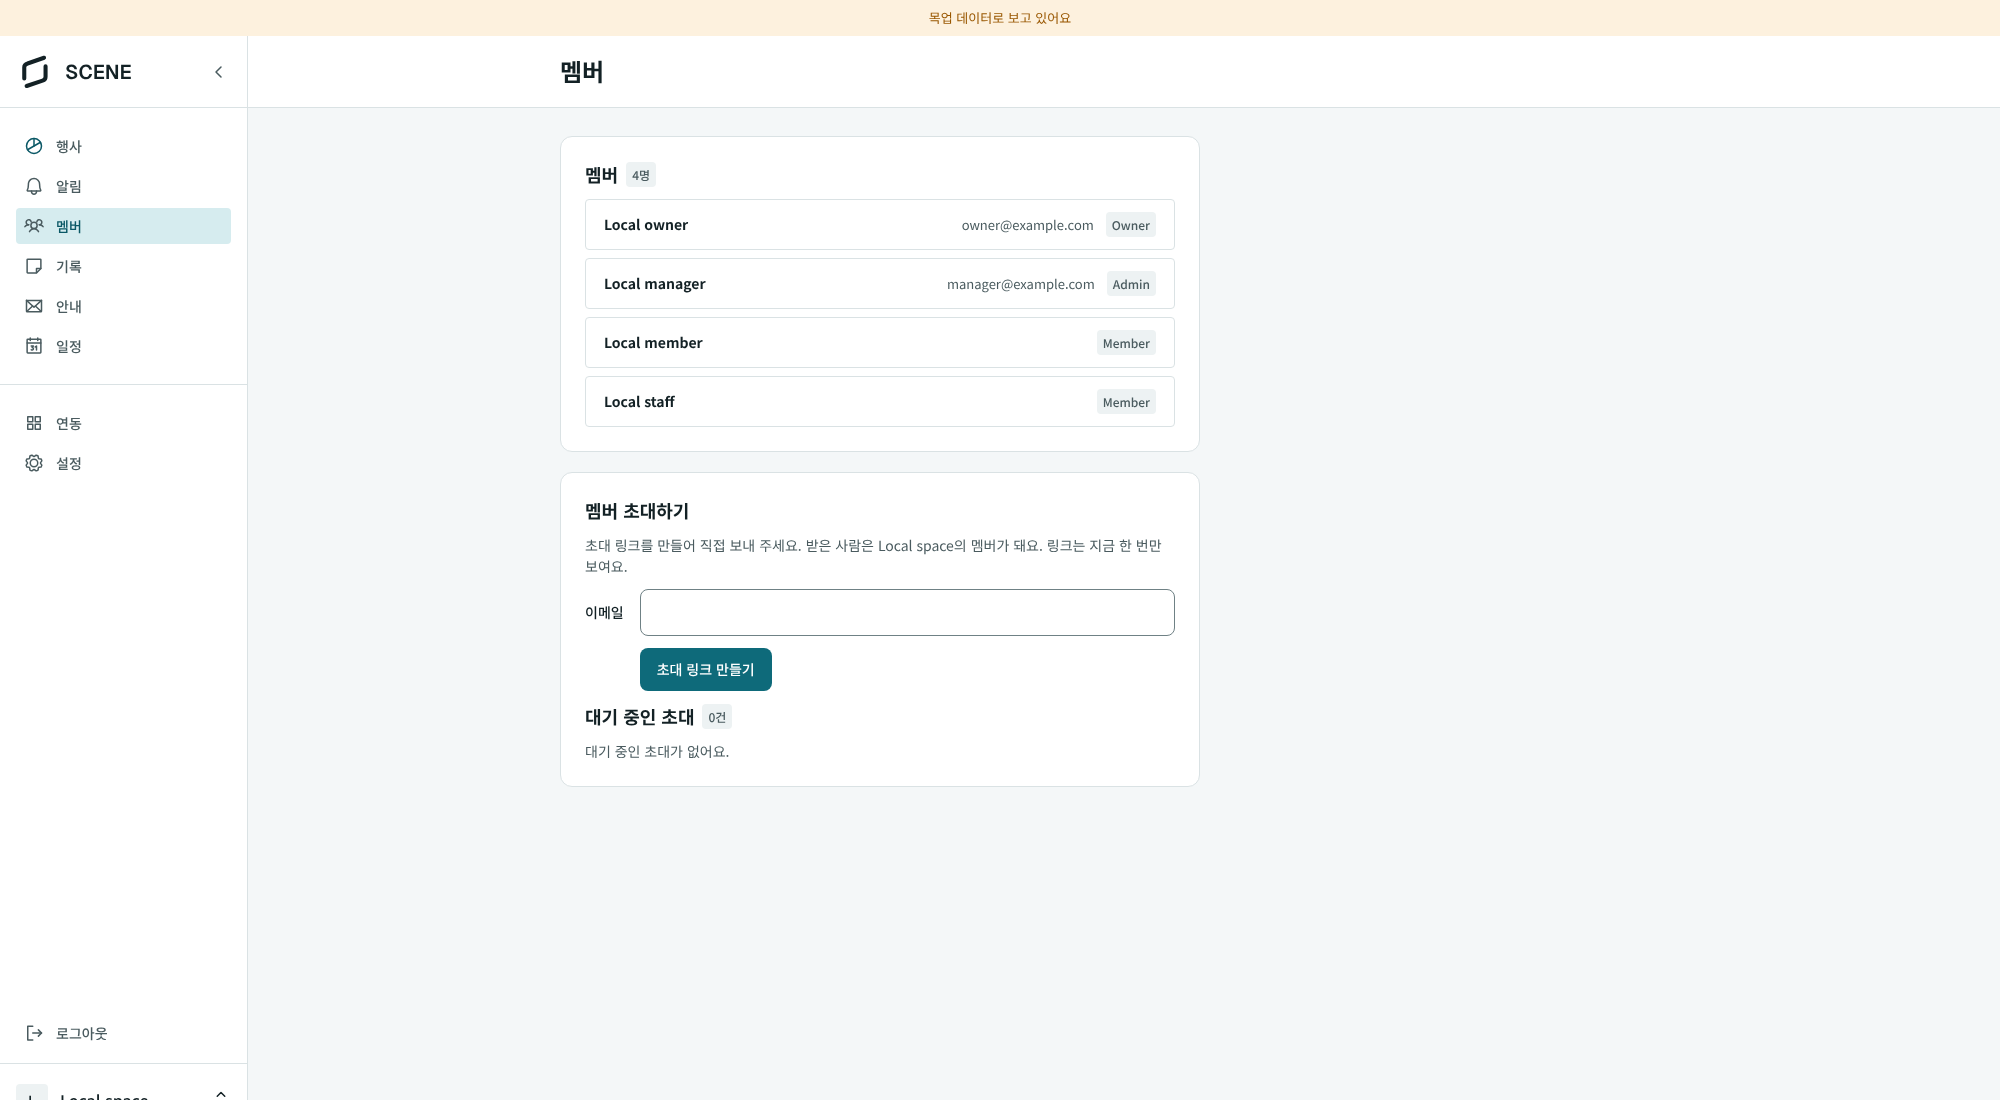 목업 데이터로 보고 있어요
SCENE
멤버
행사
알림
멤버
기록
안내
일정
연동
설정
로그아웃
Local space
멤버 4명
Local owner owner@example.com Owner
Local manager manager@example.com Admin
Local member Member
Local staff Member
멤버 초대하기
초대 링크를 만들어 직접 보내 주세요. 받은 사람은 Local space의 멤버가 돼요. 링크는 지금 한 번만
보여요.
이메일
초대 링크 만들기
대기 중인 초대 0건
대기 중인 초대가 없어요.